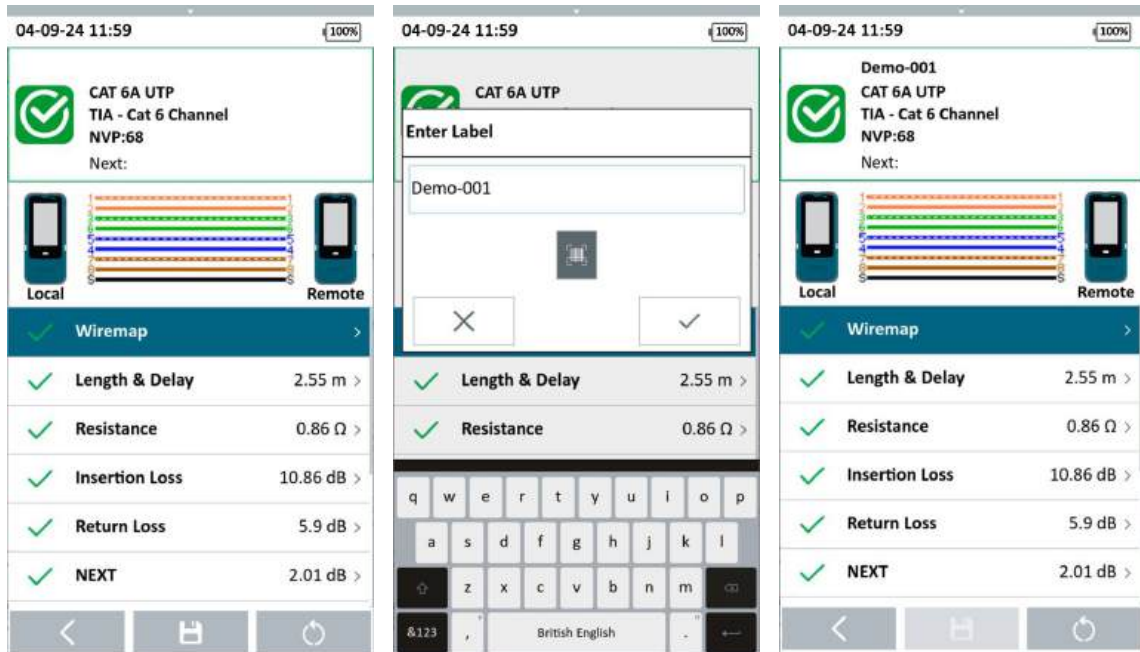 04-09-24 11:59
100%
CAT 6A UTP
TIA - Cat 6 Channel
NVP:68
Next:
Local
Remote
Wiremap
Length & Delay 2.55 m
Resistance 0.86 Ω
Insertion Loss 10.86 dB
Return Loss 5.9 dB
NEXT 2.01 dB
04-09-24 11:59
100%
CAT 6A UTP
Enter Label
Demo-001
Length & Delay 2.55 m
Resistance 0.86 Ω
q w e r t y u i o p
a s d f g h j k l
z x c v b n m
&123 , British English .
04-09-24 11:59
100%
Demo-001
CAT 6A UTP
TIA - Cat 6 Channel
NVP:68
Next:
Local
Remote
Wiremap
Length & Delay 2.55 m
Resistance 0.86 Ω
Insertion Loss 10.86 dB
Return Loss 5.9 dB
NEXT 2.01 dB